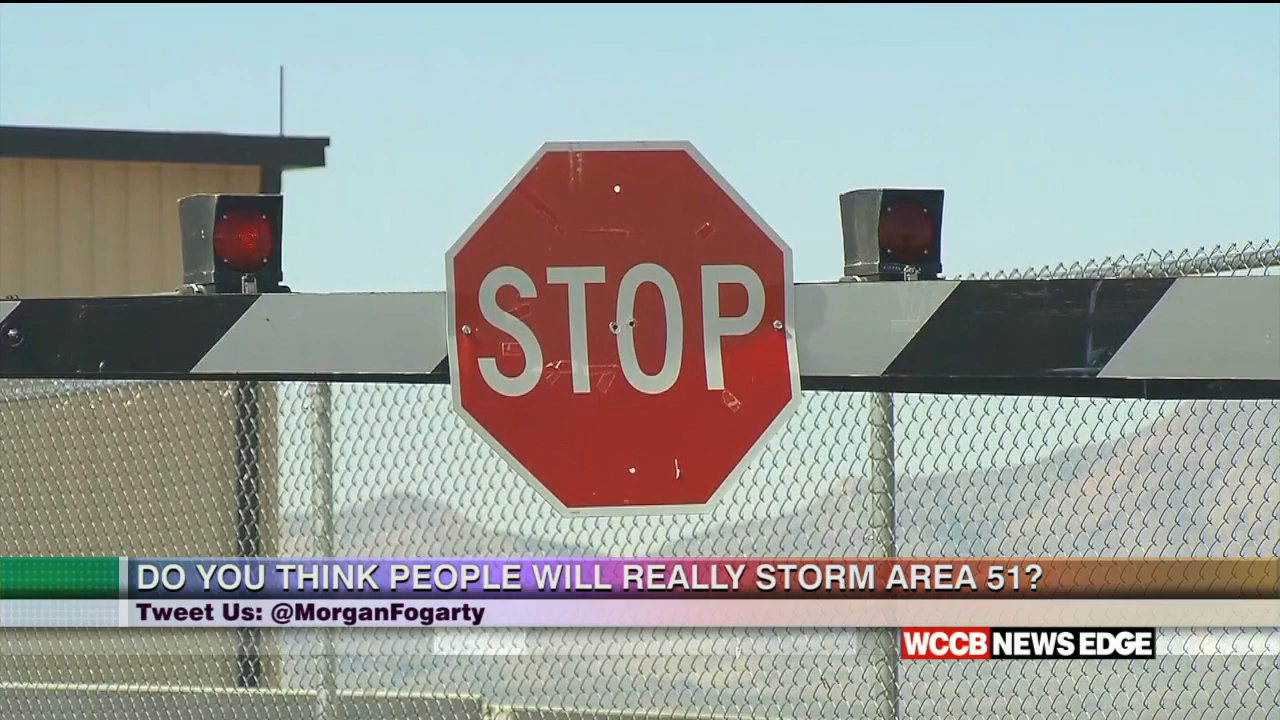 STOP
DO YOU THINK PEOPLE WILL REALLY STORM AREA 51?
Tweet Us: @MorganFogarty
WCCB NEWS EDGE